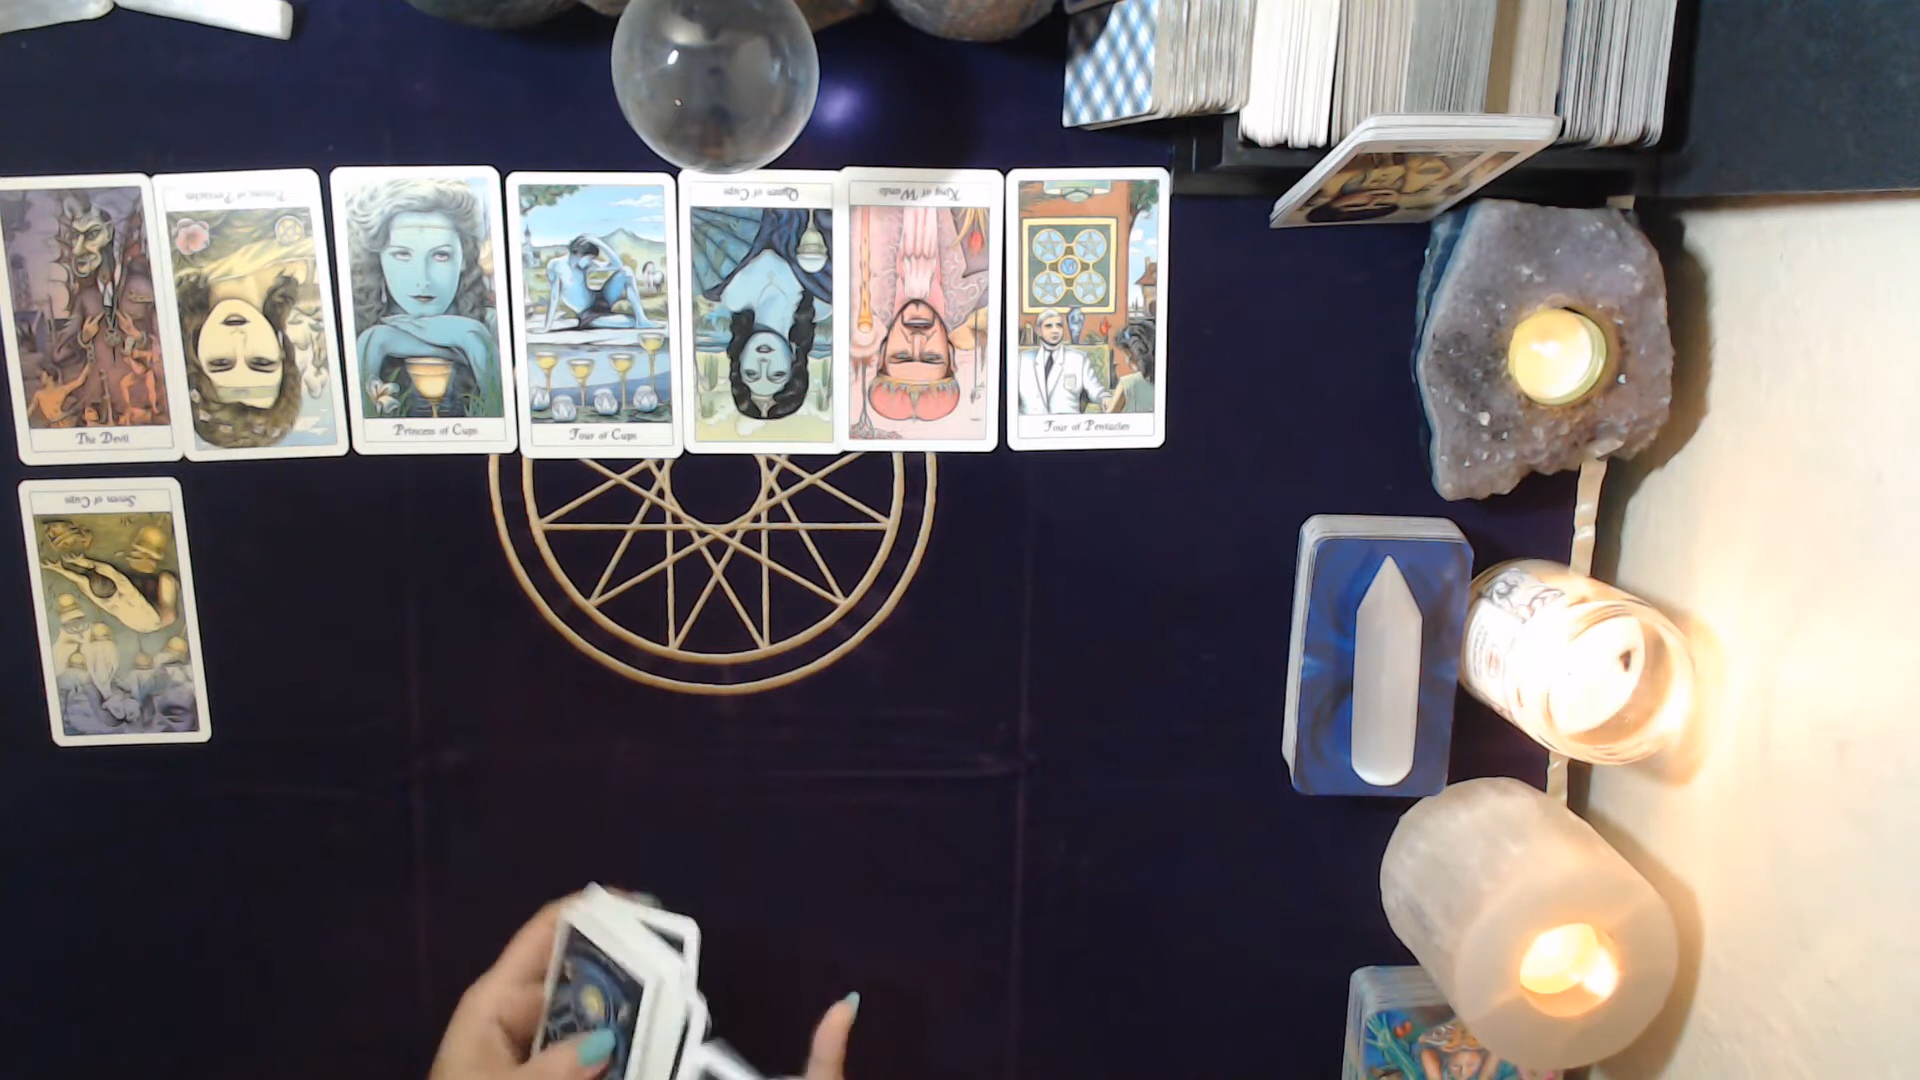 The Devil
Princess of Pentacles
Princess of Cups
Four of Cups
Queen of Cups
King of Wands
Four of Pentacles
Seven of Cups